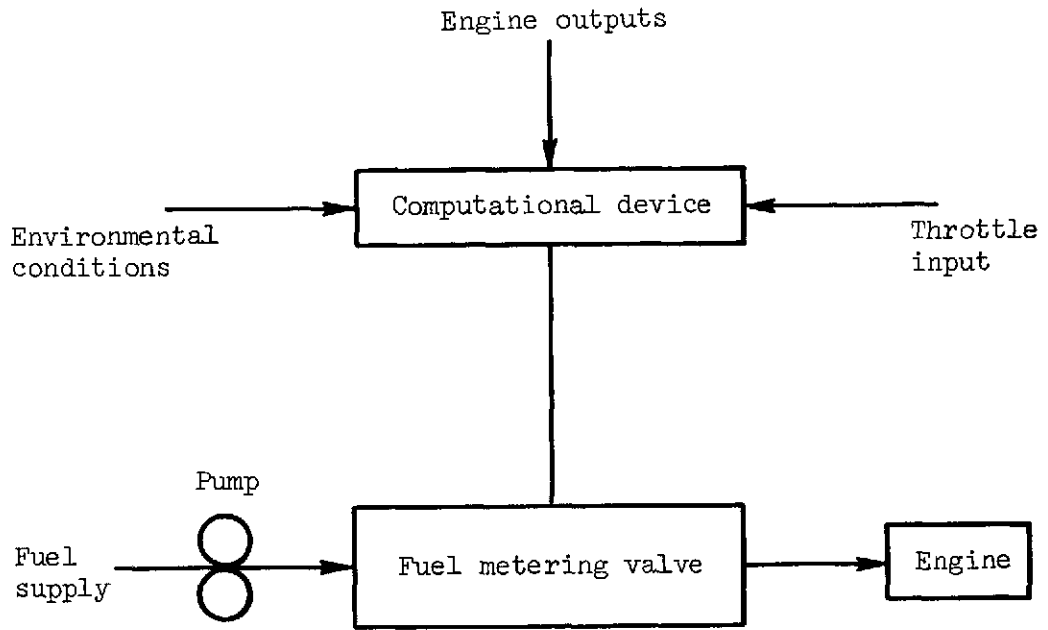 Engine outputs
Computational device
Environmental
conditions
Throttle
input
Pump
Fuel
supply
Fuel metering valve
Engine